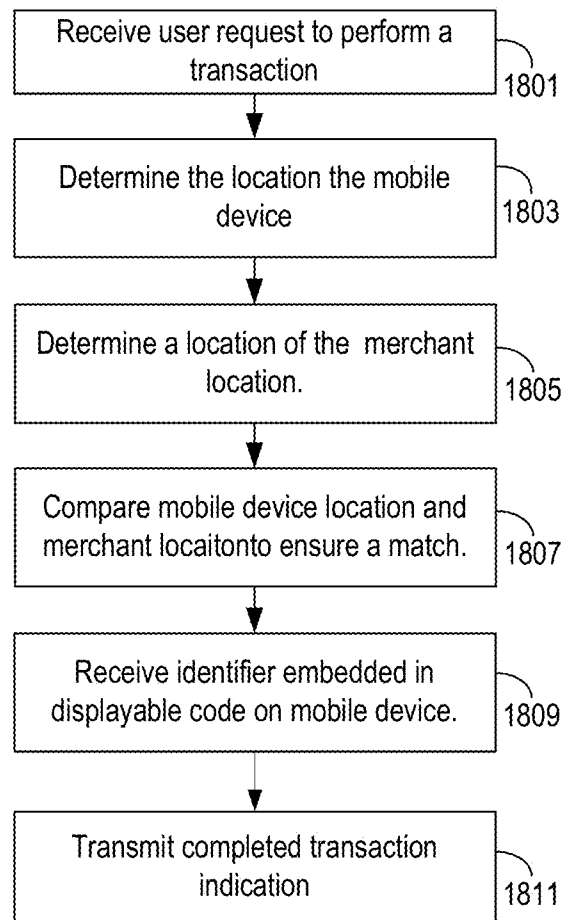 Receive user request to perform a
transaction
1801
Determine the location the mobile
device
1803
Determine a location of the merchant
location.
1805
Compare mobile device location and
merchant locaitonto ensure a match.
1807
Receive identifier embedded in
displayable code on mobile device.
1809
Transmit completed transaction
indication
1811